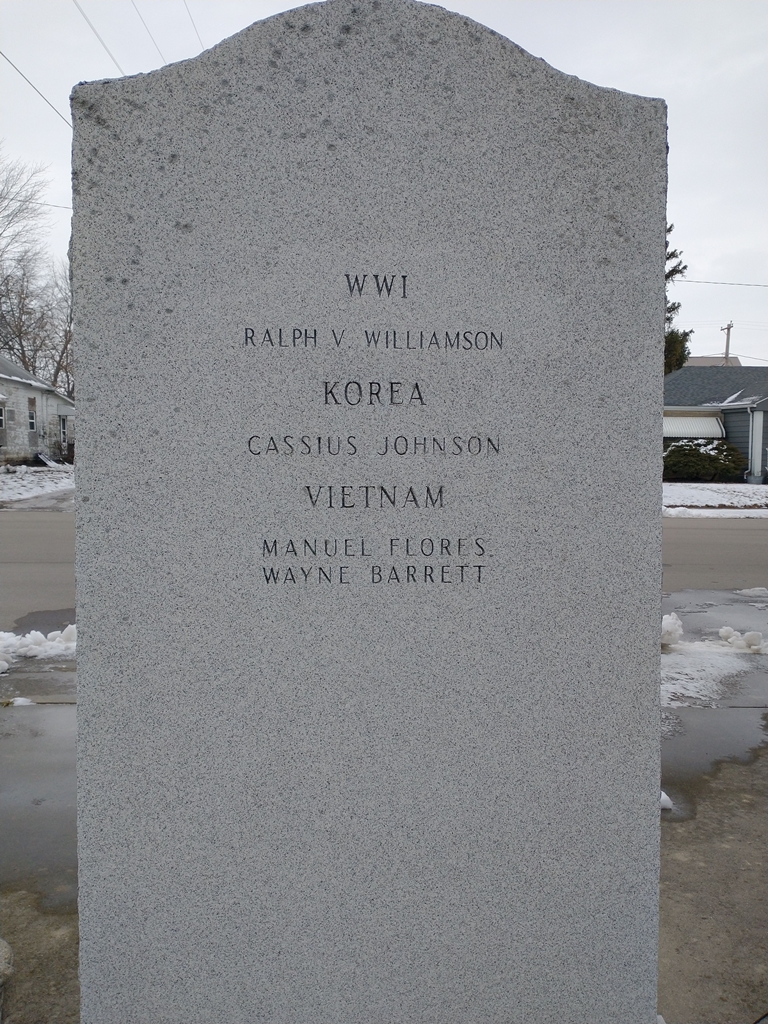 WWI
RALPH V. WILLIAMSON
KOREA
CASSIUS JOHNSON
VIETNAM
MANUEL FLORES
WAYNE BARRETT